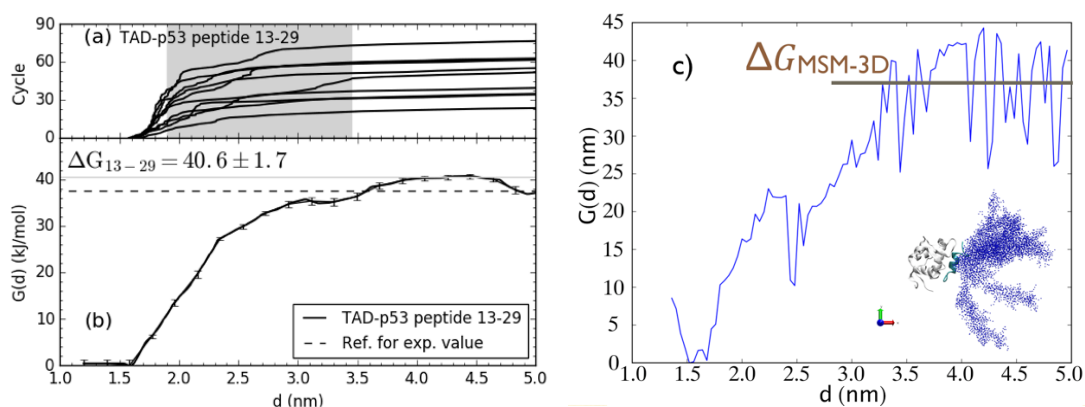 90
60
30
0
Cycle
(a) TAD-p53 peptide 13-29
ΔG13−29 = 40.6 ± 1.7
40
30
20
10
0
G(d) (kJ/mol)
(b)
TAD-p53 peptide 13-29
Ref. for exp. value
1.0 1.5 2.0 2.5 3.0 3.5 4.0 4.5 5.0
d (nm)
c)
ΔG MSM-3D
45
40
35
30
25
20
15
10
5
0
G(d) (nm)
1.0 1.5 2.0 2.5 3.0 3.5 4.0 4.5 5.0
d (nm)